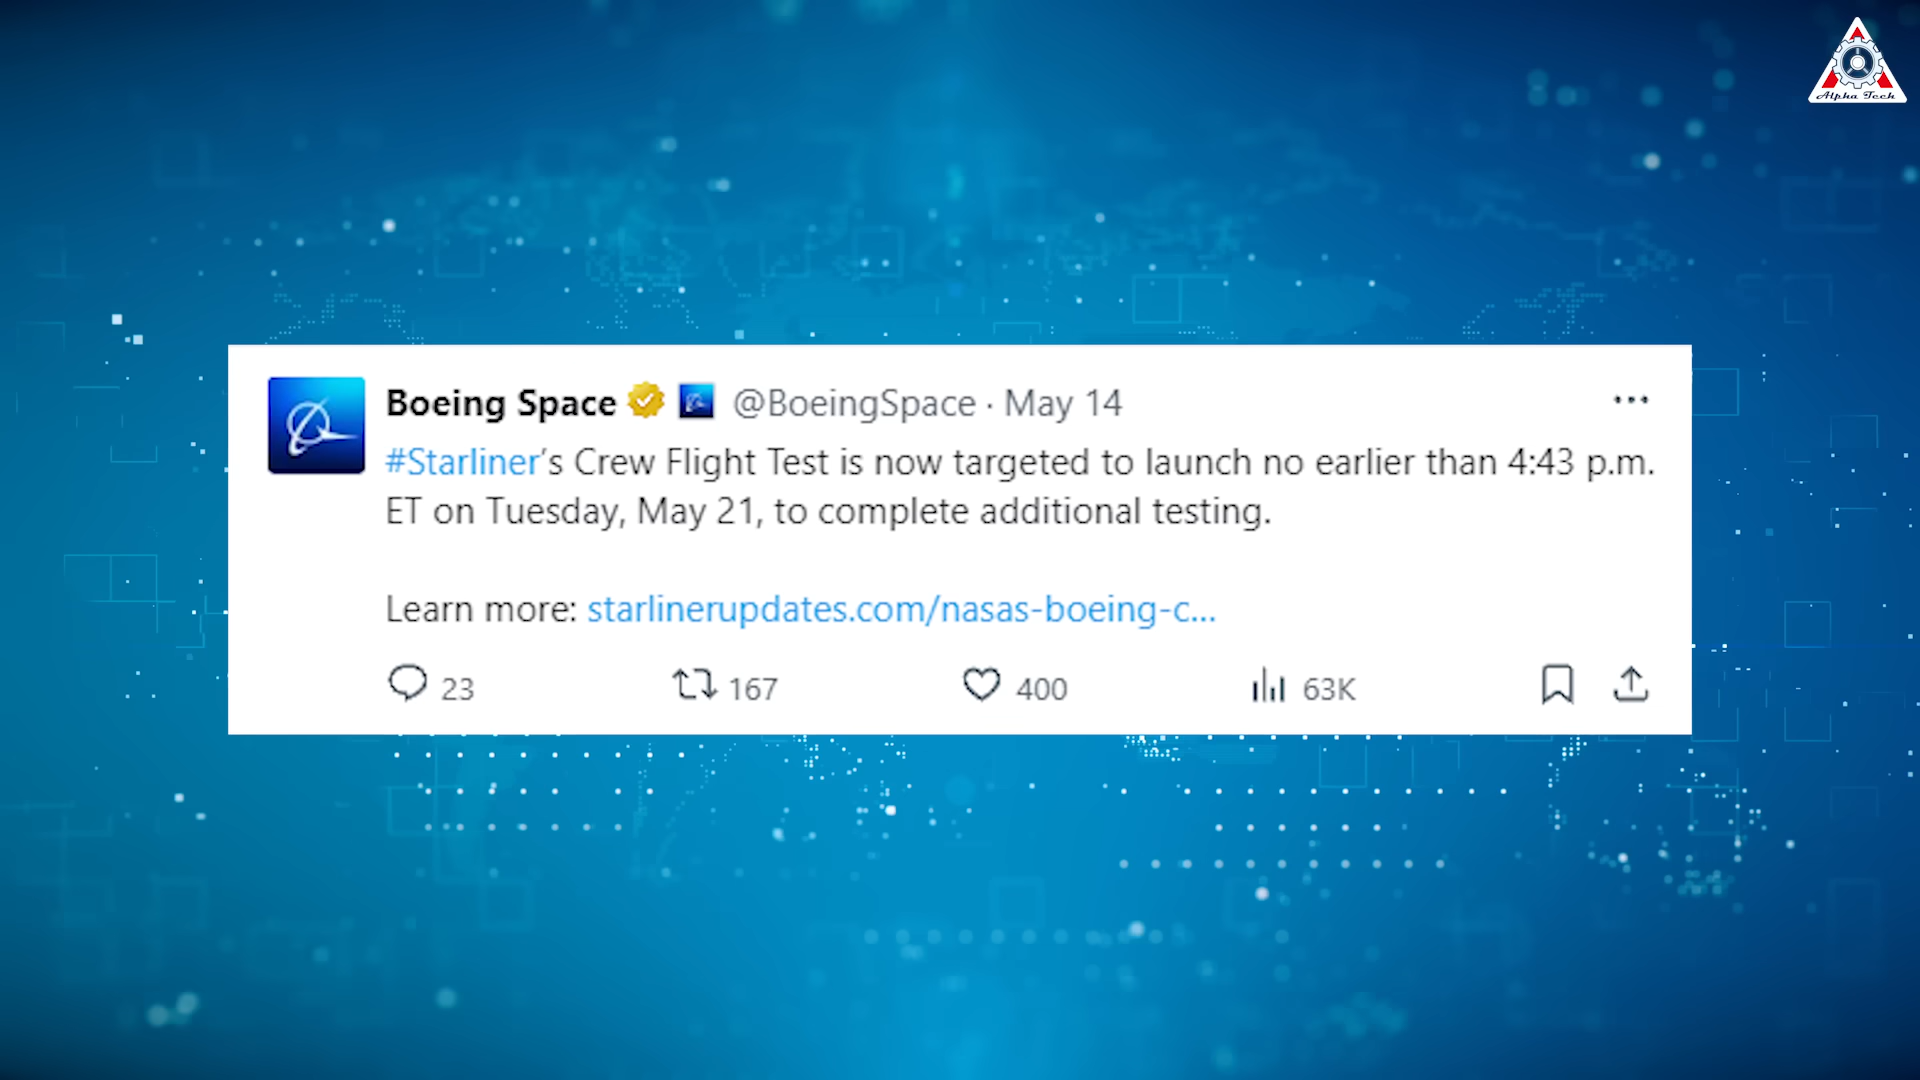 Alpha Tech
Boeing Space @BoeingSpace · May 14
#Starliner’s Crew Flight Test is now targeted to launch no earlier than 4:43 p.m.
ET on Tuesday, May 21, to complete additional testing.
Learn more: starlinerupdates.com/nasas-boeing-c...
23 167 400 63K